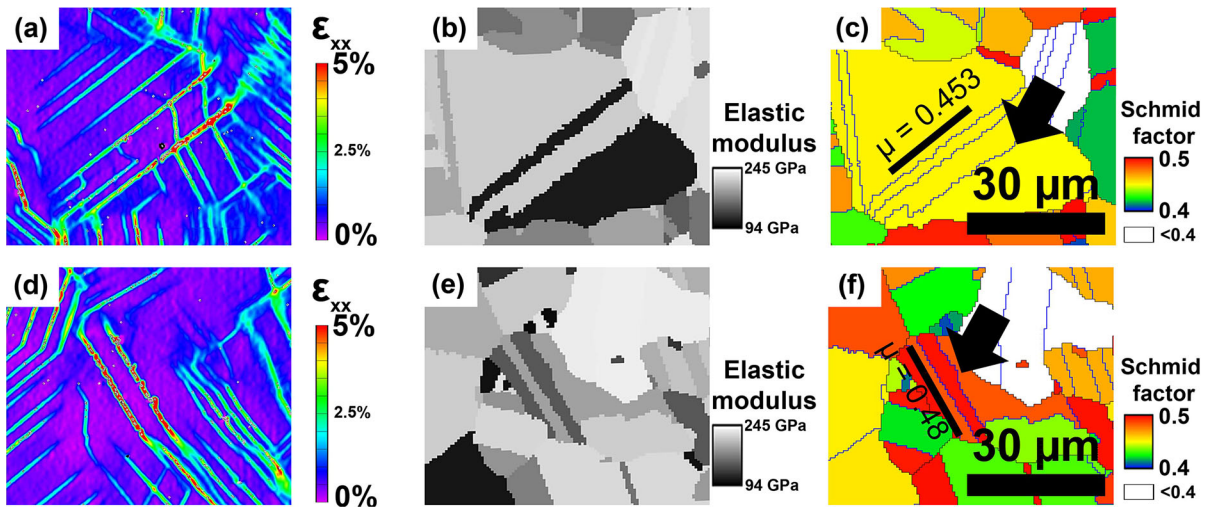 (a)
εxx
5%
2.5%
0%
(b)
Elastic
modulus
245 GPa
94 GPa
(c)
μ = 0.453
30 μm
Schmid
factor
0.5
0.4
<0.4
(d)
εxx
5%
2.5%
0%
(e)
Elastic
modulus
245 GPa
94 GPa
(f)
μ = 0.48
30 μm
Schmid
factor
0.5
0.4
<0.4